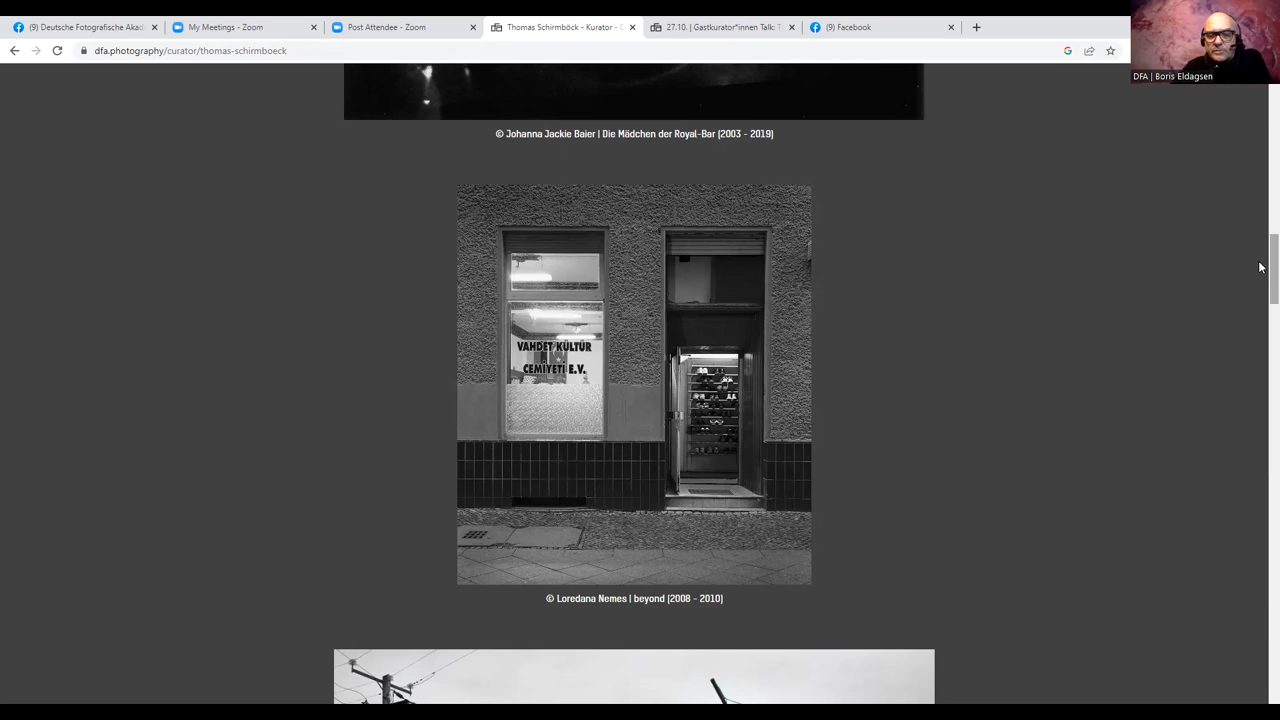 (9) Deutsche Fotografische Akad
My Meetings - Zoom
Post Attendee - Zoom
Thomas Schirmböck - Kurator -
27.10. | Gastkurator*innen Talk: T
(9) Facebook
dfa.photography/curator/thomas-schirmboeck
DFA | Boris Eldagsen
© Johanna Jackie Baier | Die Mädchen der Royal-Bar (2003 - 2019)
VAHDET KÜLTÜR
CEMİYETİ E.V.
© Loredana Nemes | beyond (2008 - 2010)